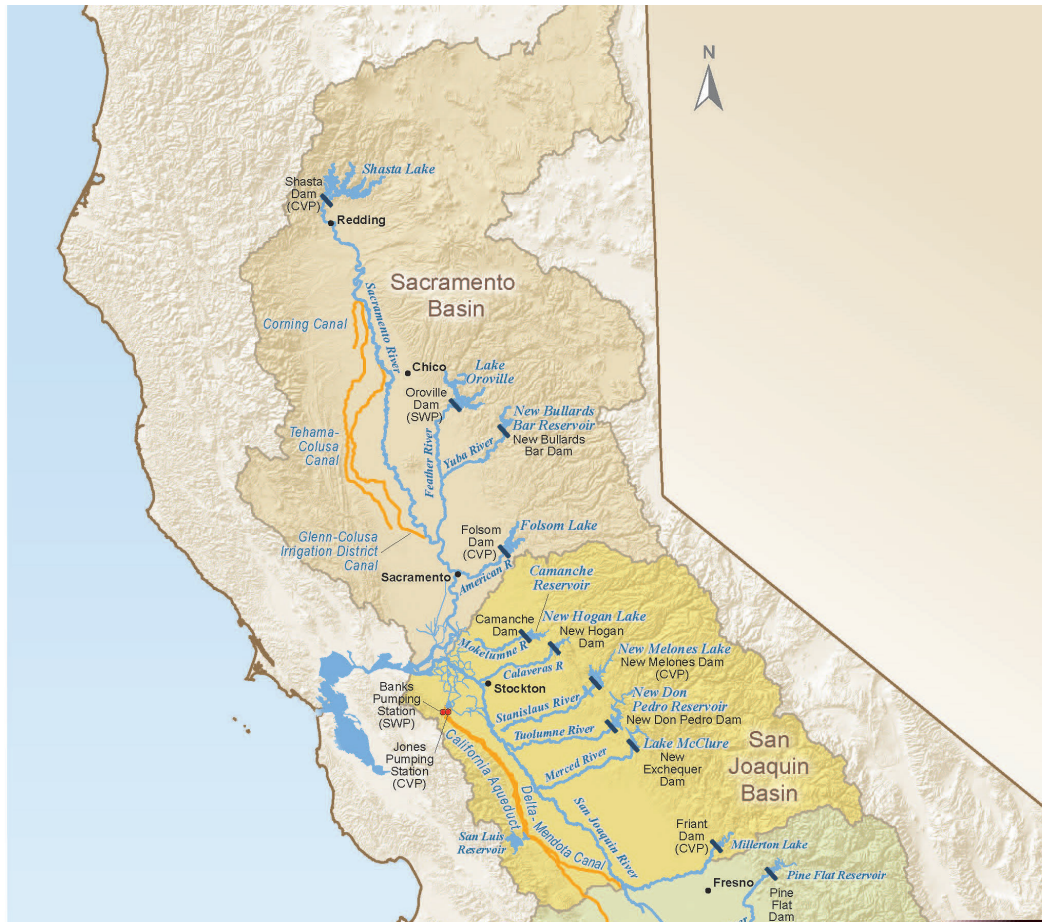 N
Shasta Lake
Shasta
Dam
(CVP)
Redding
Sacramento
Basin
Sacramento River
Corning Canal
Chico
Lake
Oroville
Oroville
Dam
(SWP)
New Bullards
Bar Reservoir
New Bullards
Bar Dam
Feather River
Yuba River
Tehama-
Colusa
Canal
Glenn-Colusa
Irrigation District
Canal
Folsom Lake
Folsom
Dam
(CVP)
Sacramento
American R
Camanche
Reservoir
Camanche
Dam
New Hogan Lake
New Hogan
Dam
Mokelumne R
Calaveras R
New Melones Lake
New Melones Dam
(CVP)
Stockton
Banks
Pumping
Station
(SWP)
Stanislaus River
New Don
Pedro Reservoir
New Don Pedro Dam
Tuolumne River
Jones
Pumping
Station
(CVP)
Lake McClure
New
Exchequer
Dam
San
Joaquin
Basin
Merced River
California Aqueduct
Delta-Mendota Canal
San Joaquin River
San Luis
Reservoir
Friant
Dam
(CVP)
Millerton Lake
Fresno
Pine Flat Reservoir
Pine
Flat
Dam